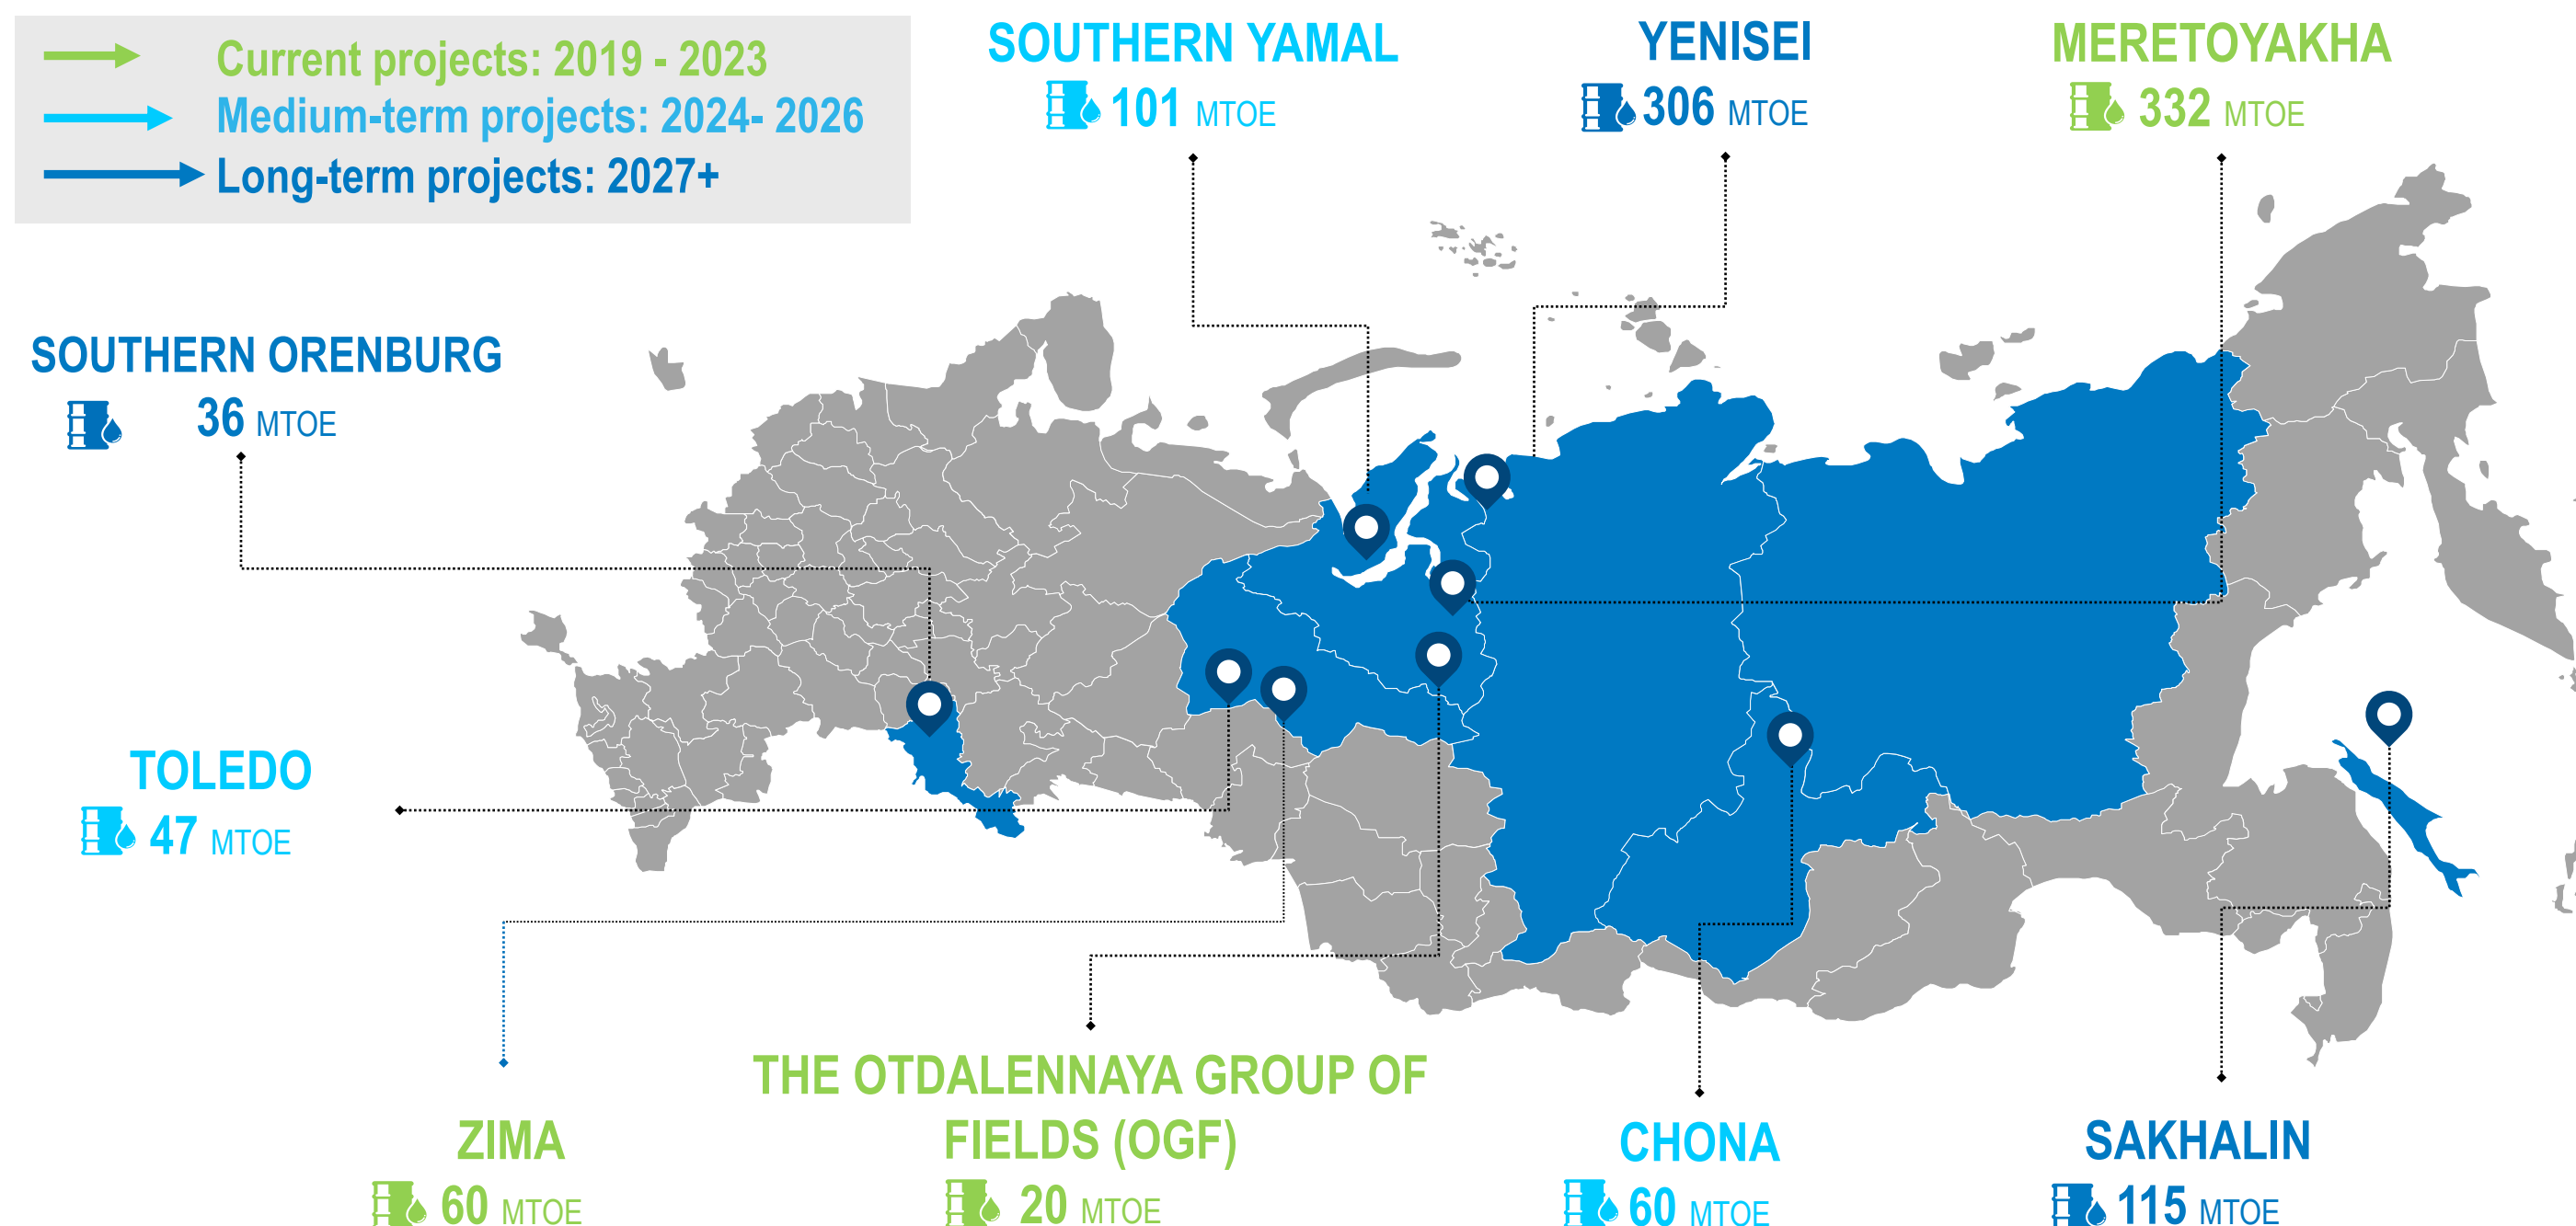 Current projects: 2019 - 2023
Medium-term projects: 2024- 2026
Long-term projects: 2027+
SOUTHERN YAMAL
101 MTOE
YENISEI
306 MTOE
MERETOYAKHA
332 MTOE
SOUTHERN ORENBURG
36 MTOE
TOLEDO
47 MTOE
ZIMA
60 MTOE
THE OTDALENNAYA GROUP OF
FIELDS (OGF)
20 MTOE
CHONA
60 MTOE
SAKHALIN
115 MTOE